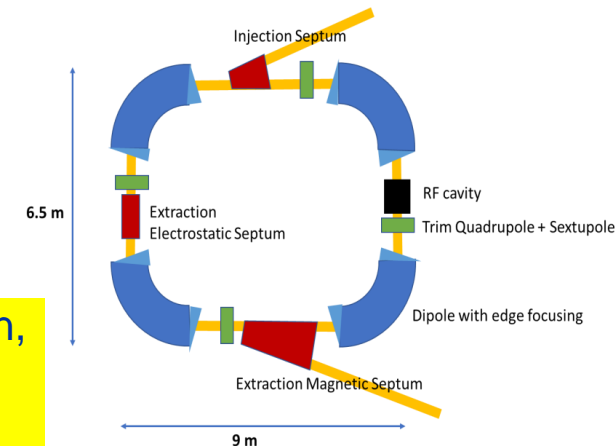 Injection Septum
6.5 m
RF cavity
Extraction
Electrostatic Septum
Trim Quadrupole + Sextupole
Dipole with edge focusing
Extraction Magnetic Septum
9 m